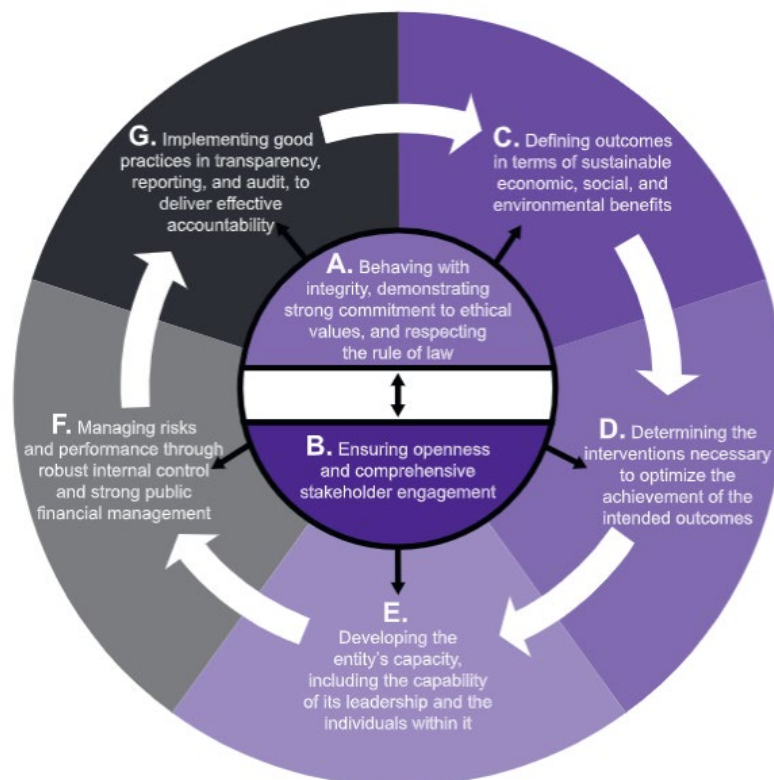 G. Implementing good
practices in transparency,
reporting, and audit, to
deliver effective
accountability
C. Defining outcomes
in terms of sustainable
economic, social, and
environmental benefits
A. Behaving with
integrity, demonstrating
strong commitment to ethical
values, and respecting
the rule of law
F. Managing risks
and performance through
robust internal control
and strong public
financial management
B. Ensuring openness
and comprehensive
stakeholder engagement
D. Determining the
interventions necessary
to optimize the
achievement of the
intended outcomes
E.
Developing the
entity's capacity,
including the capability
of its leadership and the
individuals within it